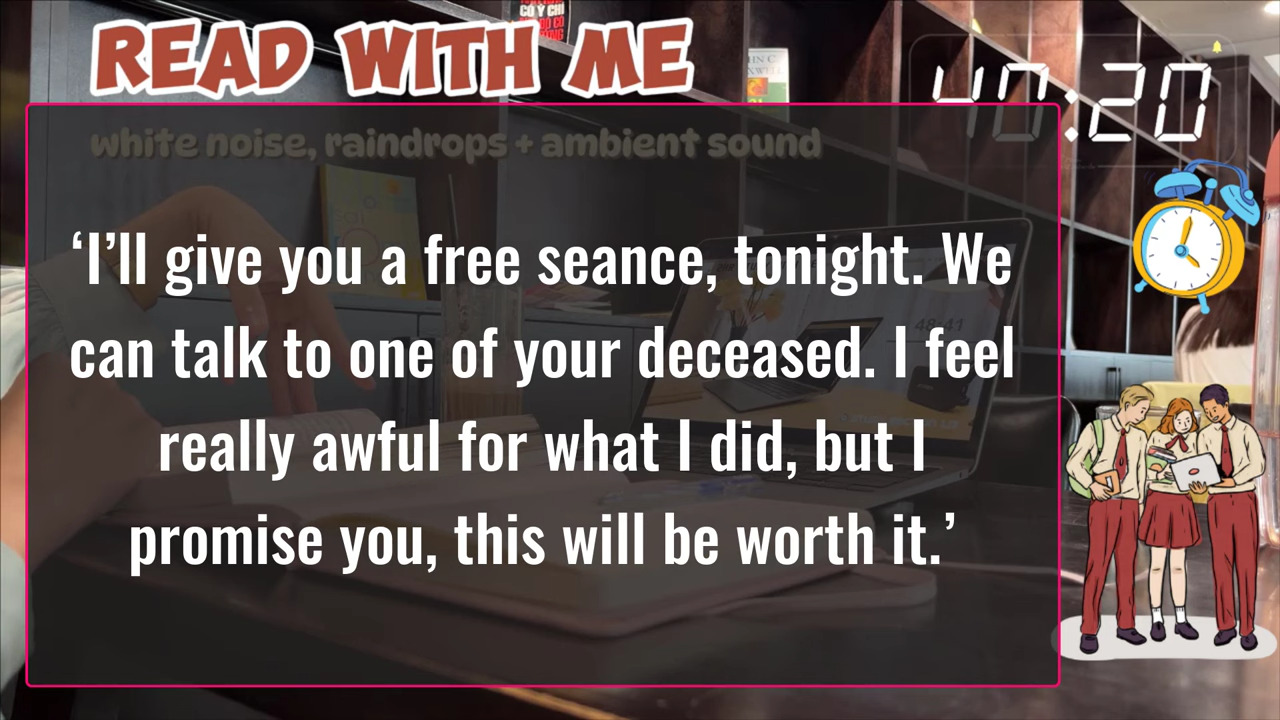 READ WITH ME
40:20
white noise, raindrops + ambient sound
‘I’ll give you a free seance, tonight. We
can talk to one of your deceased. I feel
really awful for what I did, but I
promise you, this will be worth it.’
48:41